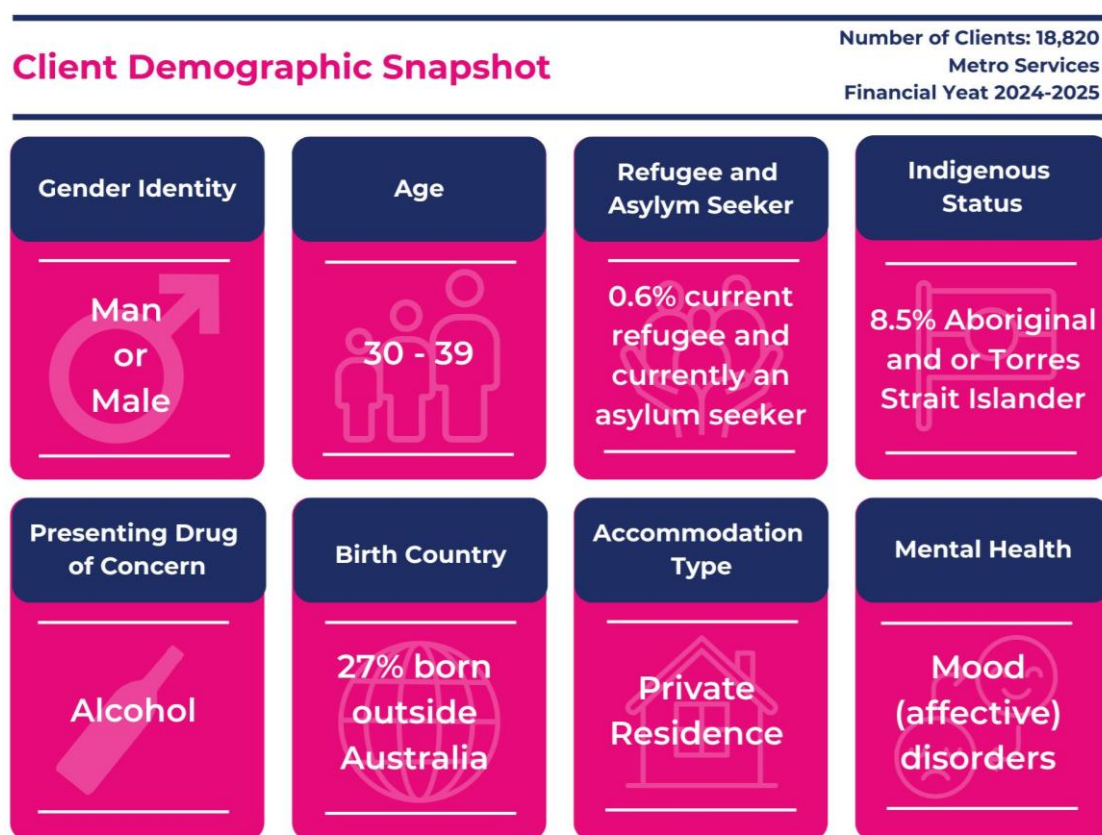 Client Demographic Snapshot
Number of Clients: 18,820
Metro Services
Financial Yeat 2024-2025
Gender Identity
Man
or
Male
Age
30 - 39
Refugee and
Asylym Seeker
0.6% current
refugee and
currently an
asylum seeker
Indigenous
Status
8.5% Aboriginal
and or Torres
Strait Islander
Presenting Drug
of Concern
Alcohol
Birth Country
27% born
outside
Australia
Accommodation
Type
Private
Residence
Mental Health
Mood
(affective)
disorders